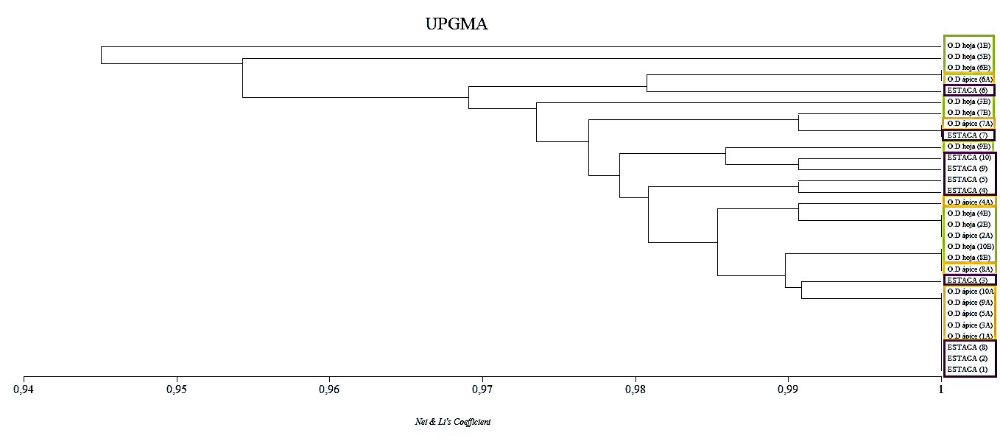 UPGMA
O.D hoja (1B)
O.D hoja (5B)
O.D hoja (6B)
O.D ápice (6A)
ESTACA (6)
O.D hoja (3B)
O.D hoja (7B)
O.D ápice (7A)
ESTACA (7)
O.D hoja (9B)
ESTACA (10)
ESTACA (9)
ESTACA (5)
ESTACA (4)
O.D ápice (4A)
O.D hoja (4B)
O.D hoja (2B)
O.D ápice (2A)
O.D hoja (10B)
O.D hoja (8B)
O.D ápice (8A)
ESTACA (3)
O.D ápice (10A
O.D ápice (9A)
O.D ápice (5A)
O.D ápice (3A)
O.D ápice (1A)
ESTACA (8)
ESTACA (2)
ESTACA (1)
0,94 0,95 0,96 0,97 0,98 0,99 1
Nei & Li's Coefficient